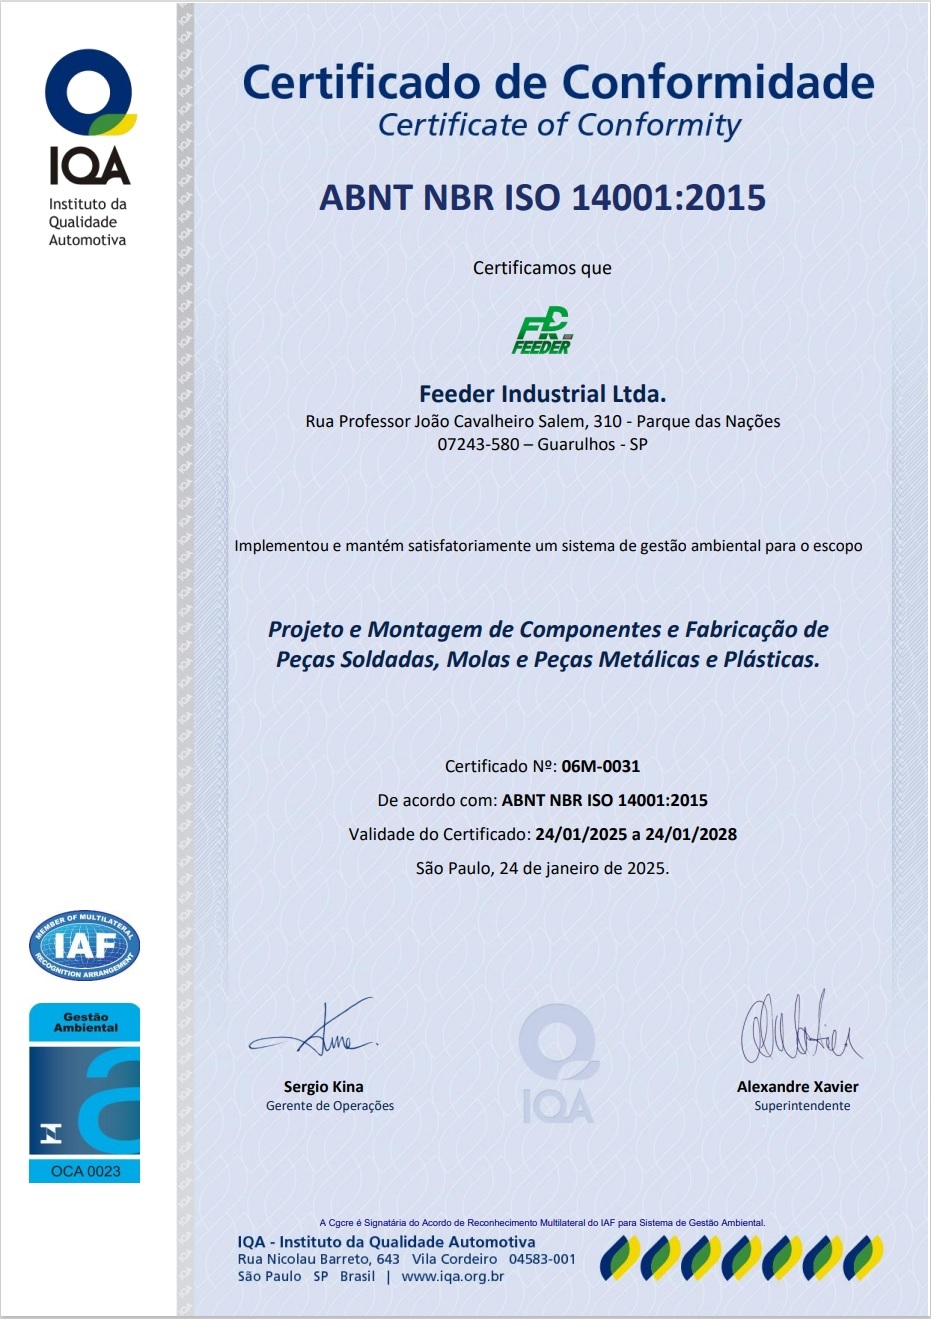 IQA
Instituto da
Qualidade
Automotiva
Certificado de Conformidade
Certificate of Conformity
ABNT NBR ISO 14001:2015
Certificamos que
FEEDER
Feeder Industrial Ltda.
Rua Professor João Cavalheiro Salem, 310 - Parque das Nações
07243-580 – Guarulhos - SP
Implementou e mantém satisfatoriamente um sistema de gestão ambiental para o escopo
Projeto e Montagem de Componentes e Fabricação de
Peças Soldadas, Molas e Peças Metálicas e Plásticas.
Certificado Nº: 06M-0031
De acordo com: ABNT NBR ISO 14001:2015
Validade do Certificado: 24/01/2025 a 24/01/2028
São Paulo, 24 de janeiro de 2025.
MEMBER OF MULTILATERAL
IAF
RECOGNITION ARRANGEMENT
Gestão
Ambiental
OCA 0023
Sergio Kina
Gerente de Operações
IQA
Alexandre Xavier
Superintendente
A Cgcre é Signatária do Acordo de Reconhecimento Multilateral do IAF para Sistema de Gestão Ambiental.
IQA - Instituto da Qualidade Automotiva
Rua Nicolau Barreto, 643 Vila Cordeiro 04583-001
São Paulo SP Brasil | www.iqa.org.br